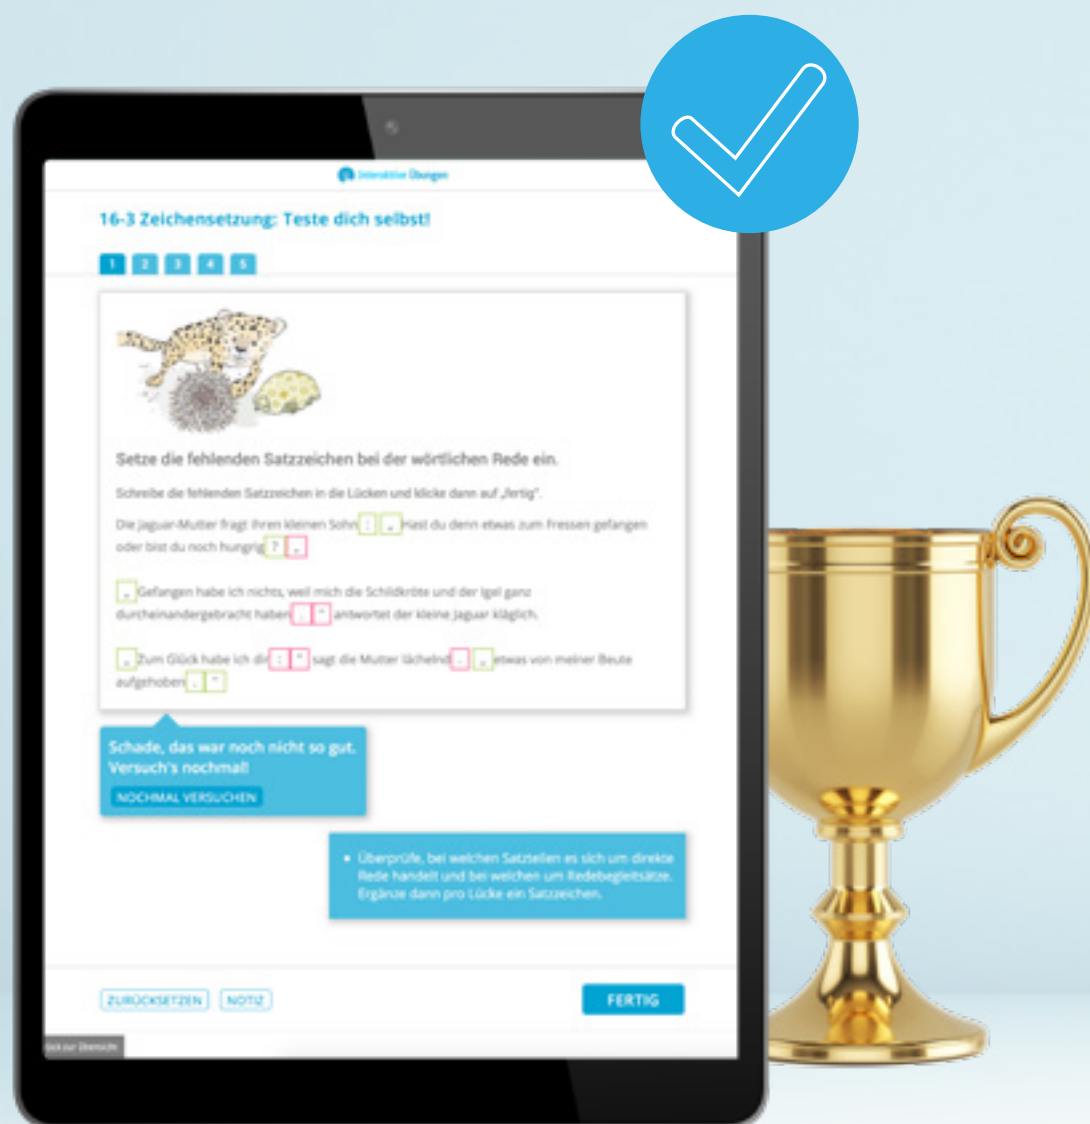 Interaktive Übungen
16-3 Zeichensetzung: Teste dich selbst!
1 2 3 4 5
Setze die fehlenden Satzzeichen bei der wörtlichen Rede ein.
Schreibe die fehlenden Satzzeichen in die Lücken und klicke dann auf „fertig“.
Die Jaguar-Mutter fragt ihren kleinen Sohn : „ Hast du denn etwas zum Fressen gefangen
oder bist du noch hungrig ? „
„ Gefangen habe ich nichts, weil mich die Schildkröte und der Igel ganz
durcheinandergebracht haben . “ antwortet der kleine Jaguar kläglich.
„ Zum Glück habe ich dir : “ sagt die Mutter lächelnd . „ etwas von meiner Beute
aufgehoben . “
Schade, das war noch nicht so gut.
Versuch's nochmal!
NOCHMAL VERSUCHEN
• Überprüfe, bei welchen Satzteilen es sich um direkte
Rede handelt und bei welchen um Redebegleitsätze.
Ergänze dann pro Lücke ein Satzzeichen.
ZURÜCKSETZEN NOTIZ FERTIG
zur Übersicht